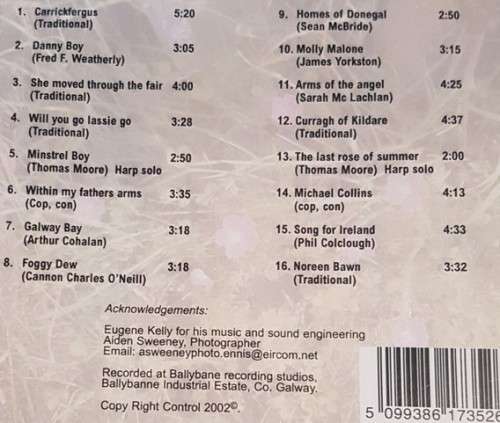 1. Carrickfergus 5:20
(Traditional)
2. Danny Boy 3:05
(Fred F. Weatherly)
3. She moved through the fair 4:00
(Traditional)
4. Will you go lassie go 3:28
(Traditional)
5. Minstrel Boy 2:50
(Thomas Moore) Harp solo
6. Within my fathers arms 3:35
(Cop, con)
7. Galway Bay 3:18
(Arthur Cohalan)
8. Foggy Dew 3:18
(Cannon Charles O'Neill)
9. Homes of Donegal 2:50
(Sean McBride)
10. Molly Malone 3:15
(James Yorkston)
11. Arms of the angel 4:25
(Sarah Mc Lachlan)
12. Curragh of Kildare 4:37
(Traditional)
13. The last rose of summer 2:00
(Thomas Moore) Harp solo
14. Michael Collins 4:13
(cop, con)
15. Song for Ireland 4:33
(Phil Colclough)
16. Noreen Bawn 3:32
(Traditional)
Acknowledgements:
Eugene Kelly for his music and sound engineering
Aiden Sweeney, Photographer
Email: asweeneyphoto.ennis@eircom.net
Recorded at Ballybane recording studios,
Ballybanne Industrial Estate, Co. Galway.
Copy Right Control 2002©.
5 099386 173526